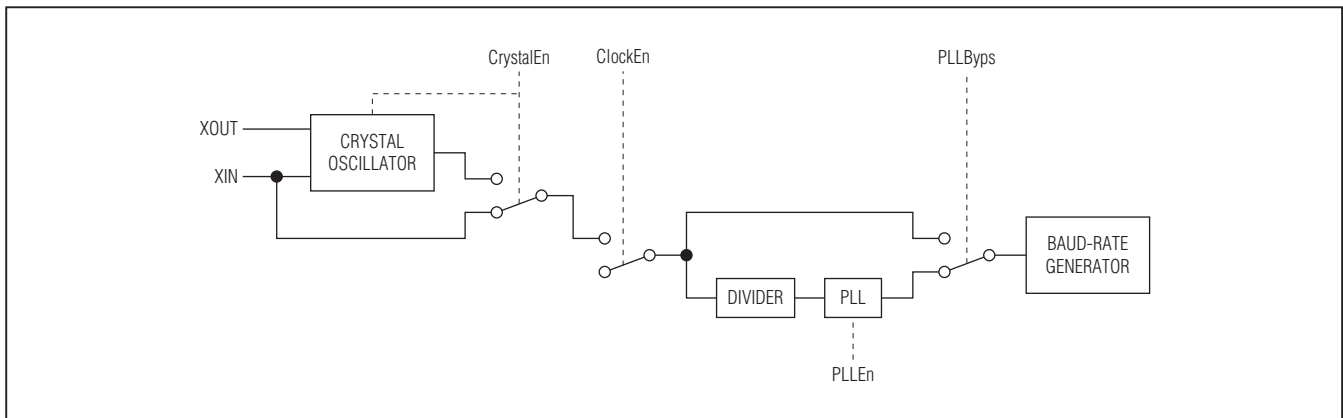 CrystalEn
ClockEn
PLLByps
XOUT
CRYSTAL
OSCILLATOR
XIN
BAUD-RATE
GENERATOR
DIVIDER
PLL
PLLEn